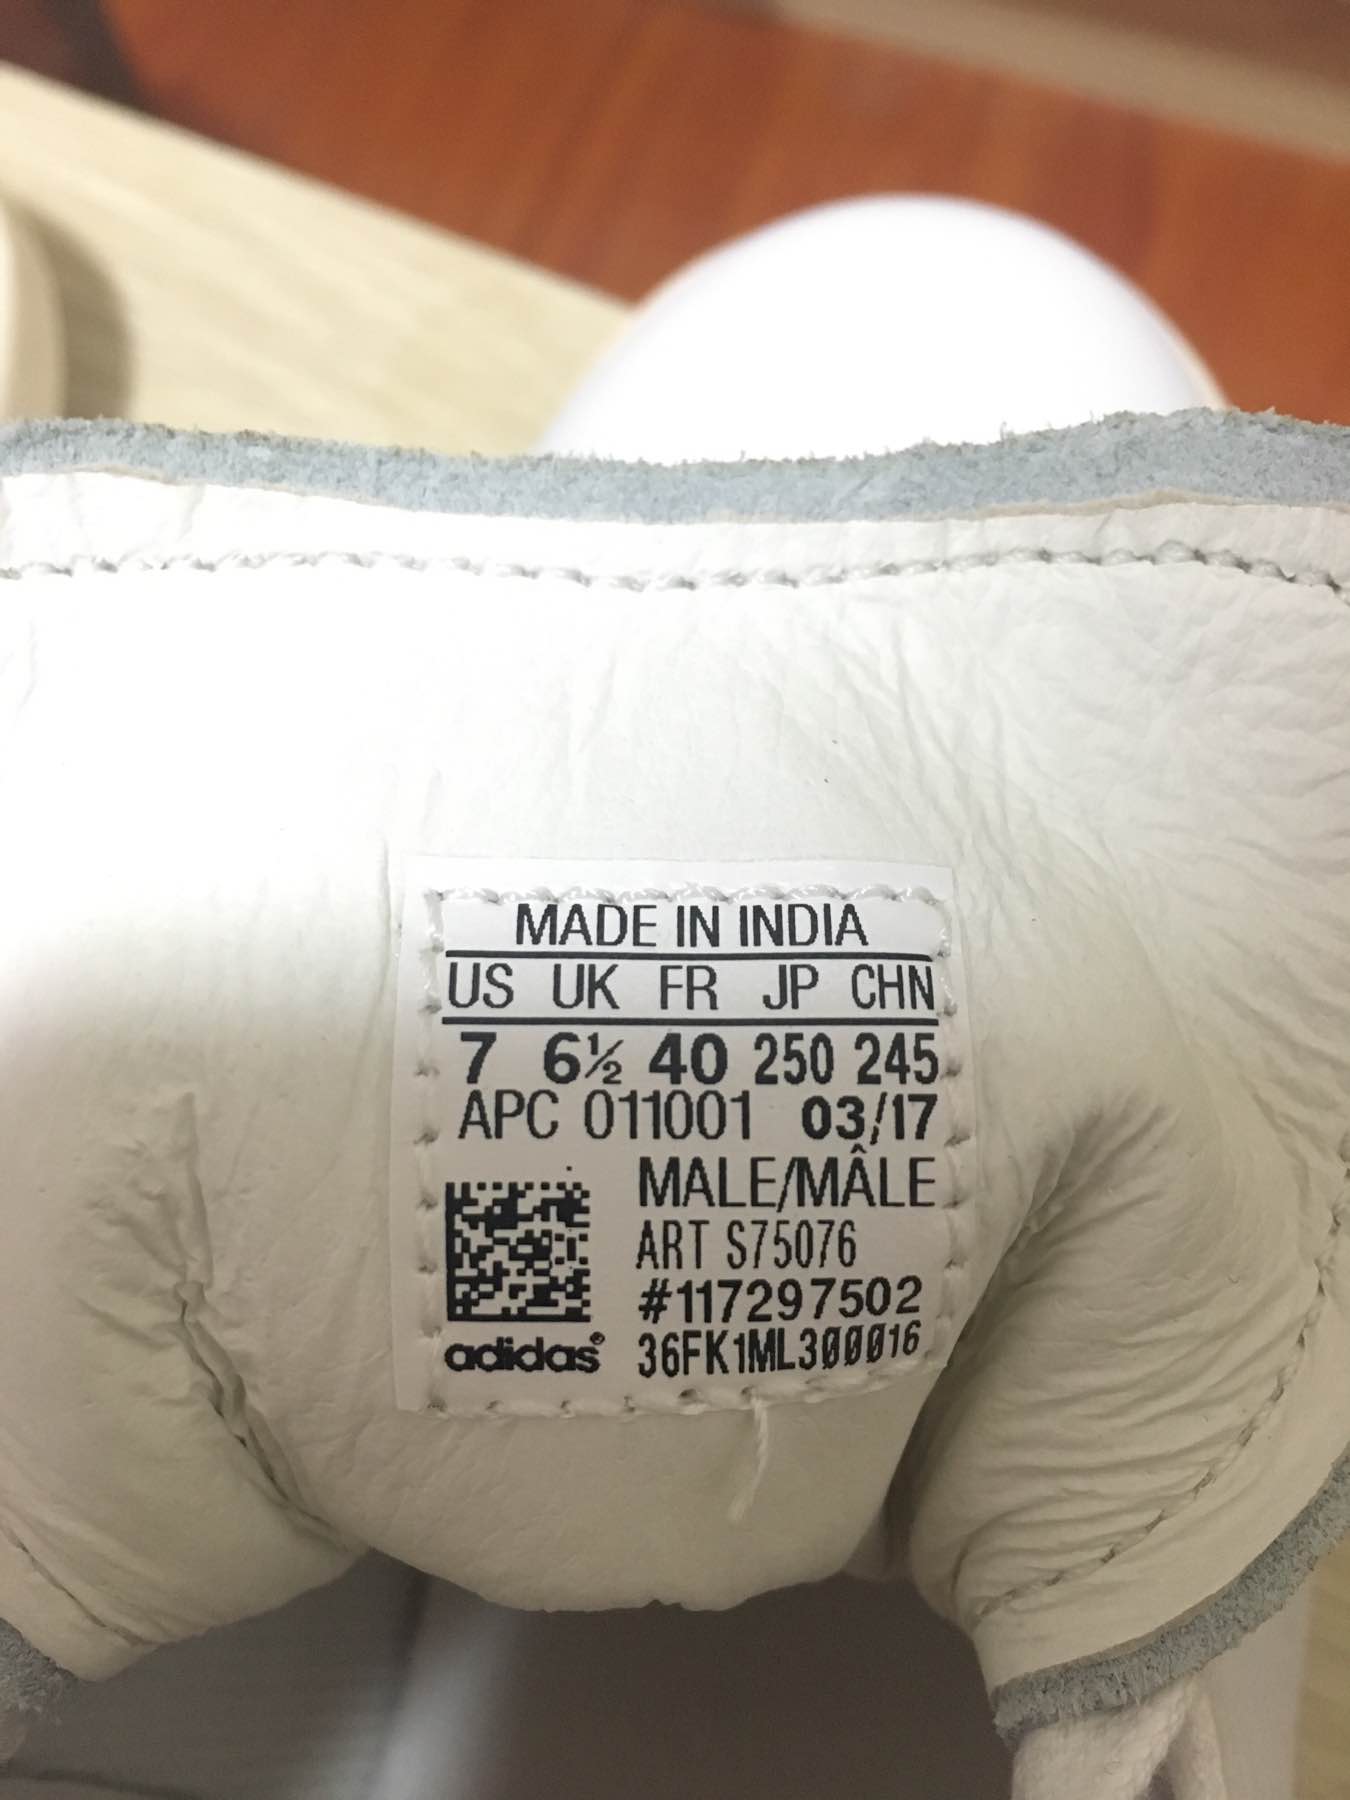 MADE IN INDIA
US UK FR JP CHN
7 6½ 40 250 245
APC 011001 03/17
MALE/MÂLE
ART S75076
#117297502
adidas® 36FK1ML300016